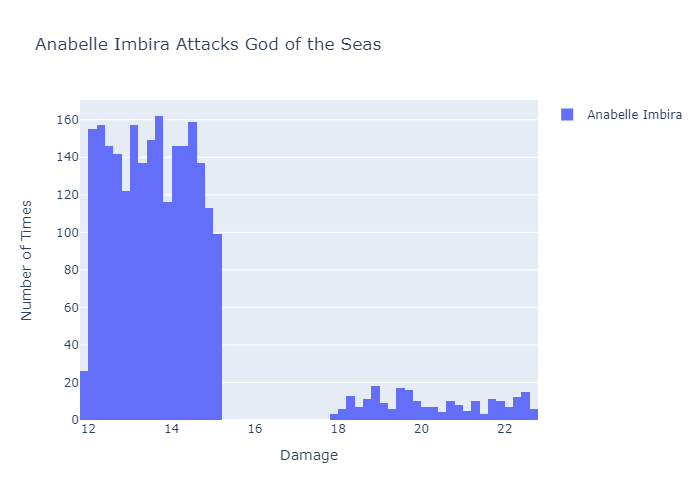 Anabelle Imbira Attacks God of the Seas
Anabelle Imbira
160
140
120
100
80
60
40
20
0
Number of Times
12 14 16 18 20 22
Damage